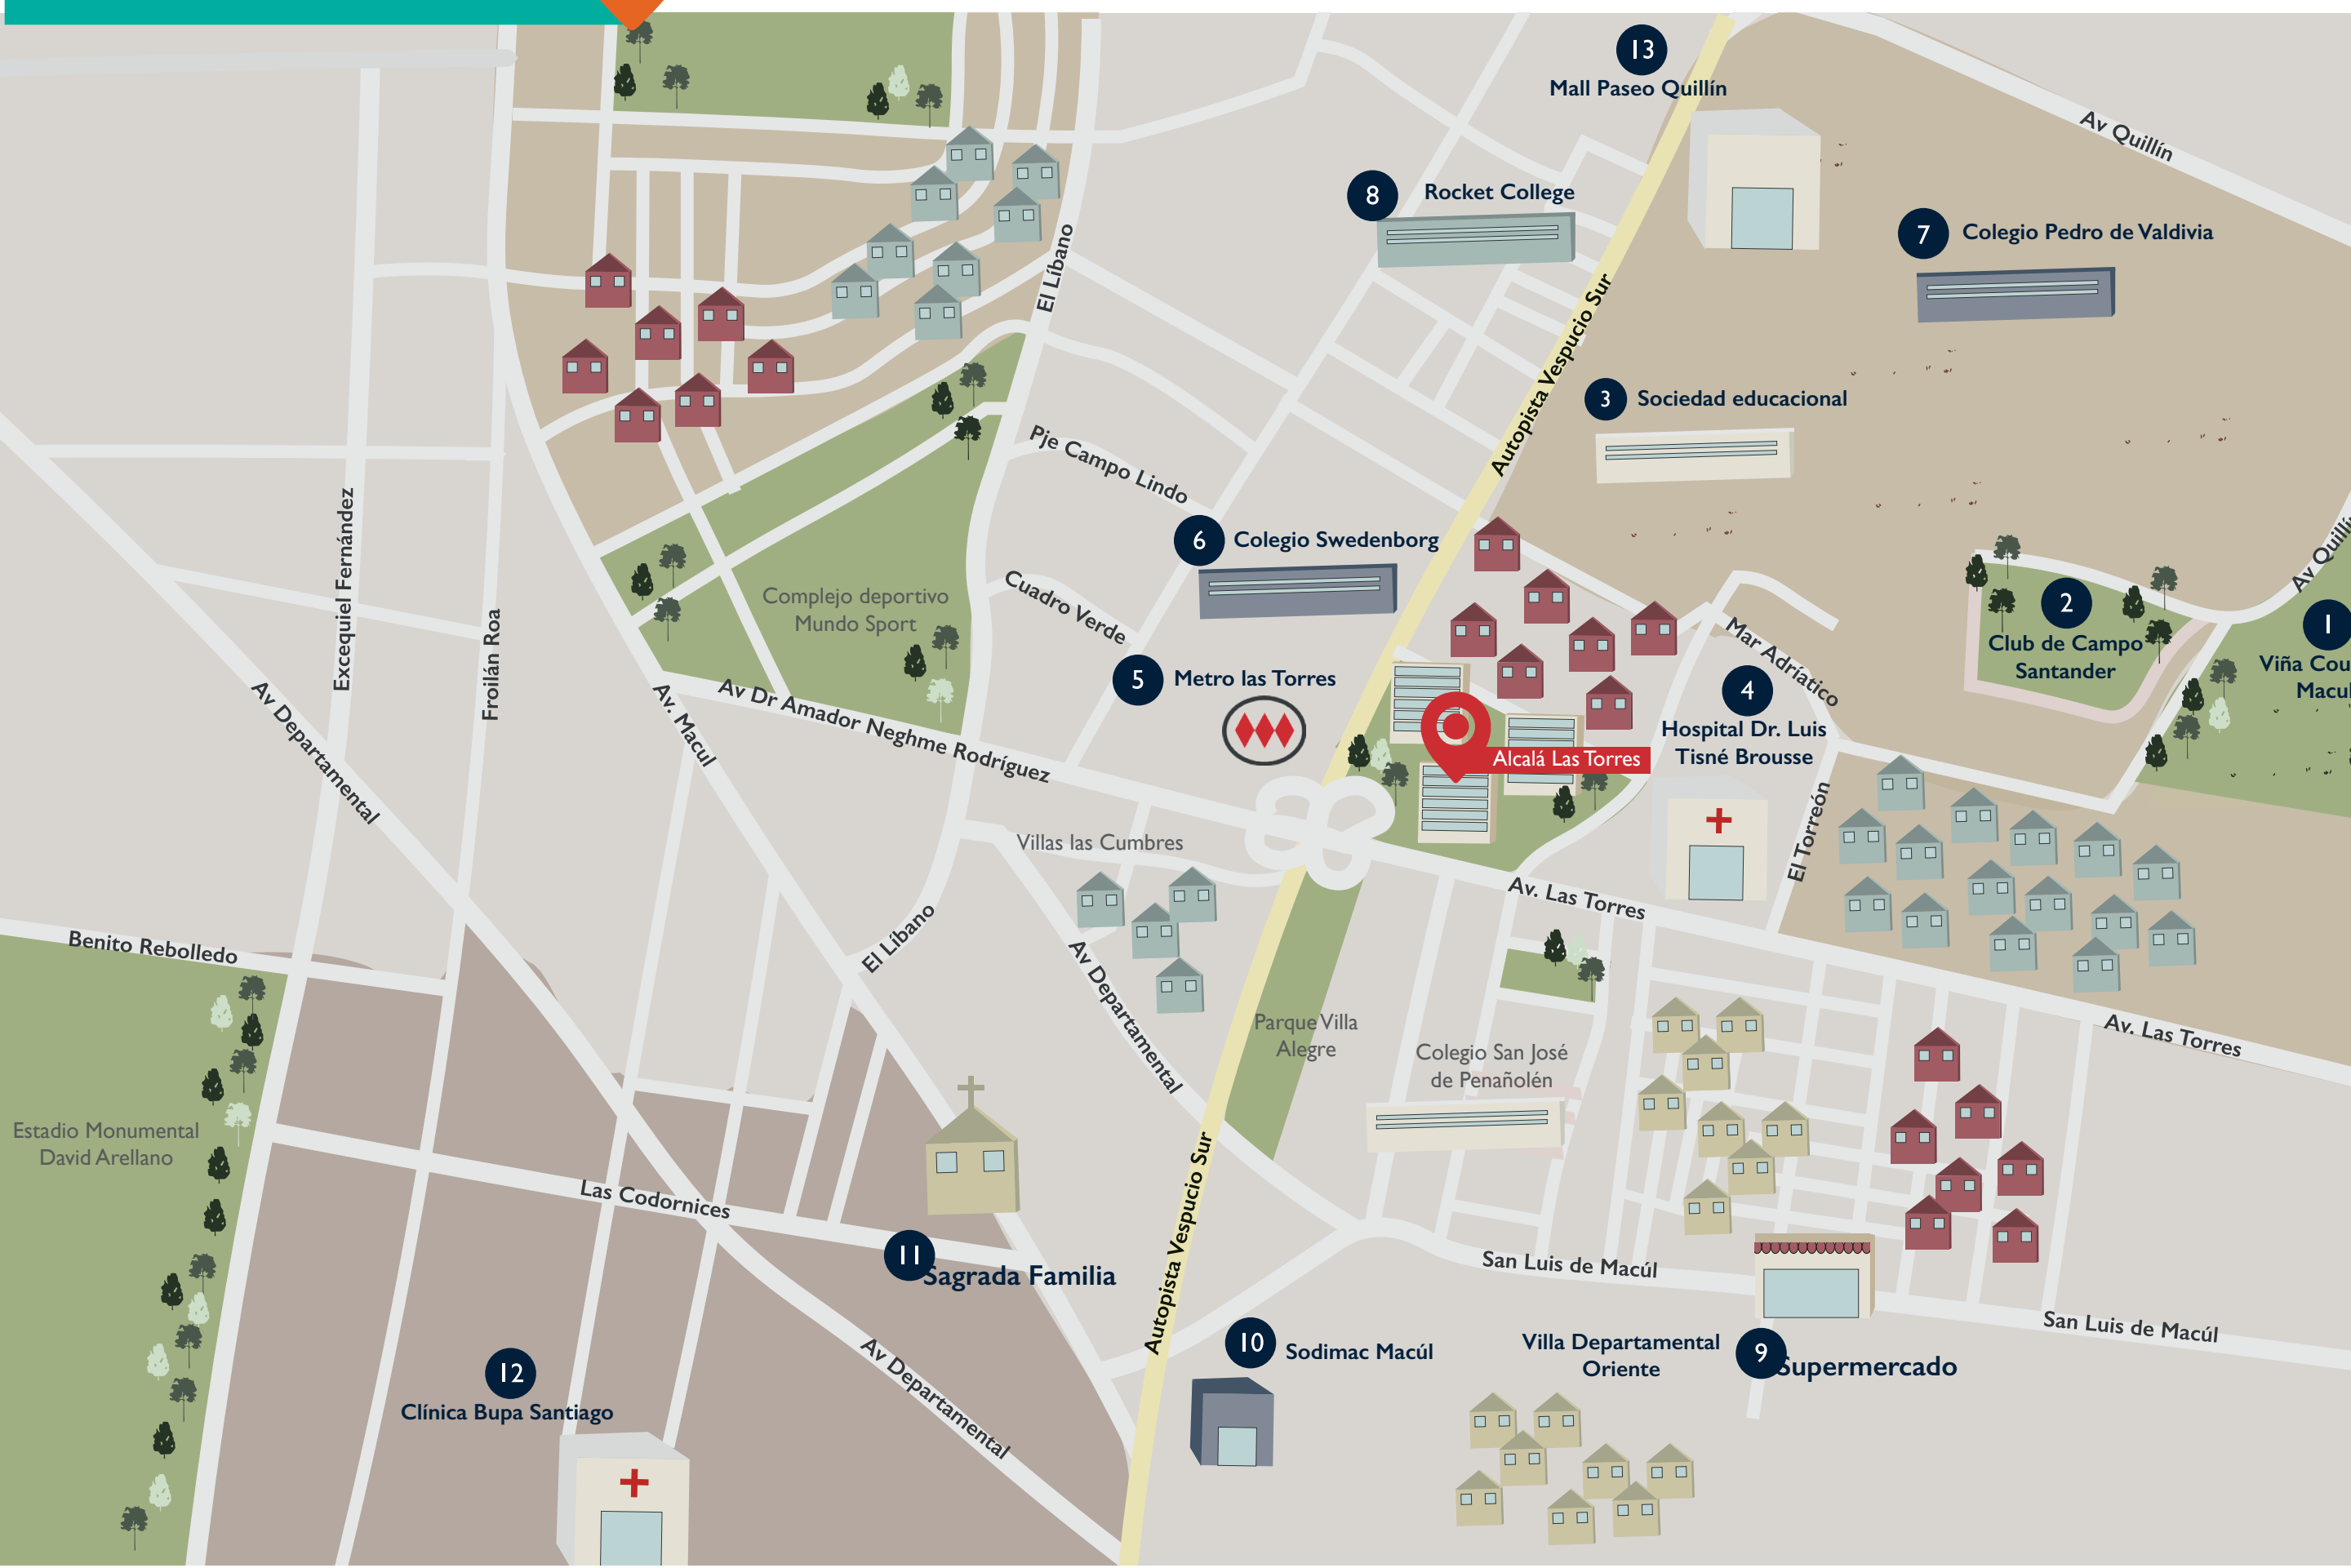 13
Mall Paseo Quillín
Av Quillín
8
Rocket College
7
Colegio Pedro de Valdivia
El Líbano
Autopista Vespucio Sur
3
Sociedad educacional
Pje Campo Lindo
Excequiel Fernández
6
Colegio Swedenborg
Av Quillín
Cuadro Verde
Complejo deportivo
Mundo Sport
2
Club de Campo
Santander
1
Viña Cou
Macul
Froilán Roa
Mar Adríatico
5
Metro las Torres
4
Hospital Dr. Luis
Tisné Brousse
Av Departamental
Av. Macul
Av Dr Amador Neghme Rodríguez
Alcalá Las Torres
El Torreón
Villas las Cumbres
Av. Las Torres
Benito Rebolledo
El Líbano
Av Departamental
Parque Villa
Alegre
Colegio San José
de Penañolén
Av. Las Torres
Estadio Monumental
David Arellano
Las Codornices
Autopista Vespucio Sur
11
Sagrada Familia
San Luis de Macúl
San Luis de Macúl
10
Sodimac Macúl
Villa Departamental
Oriente
9
Supermercado
12
Clínica Bupa Santiago
Av Departamental